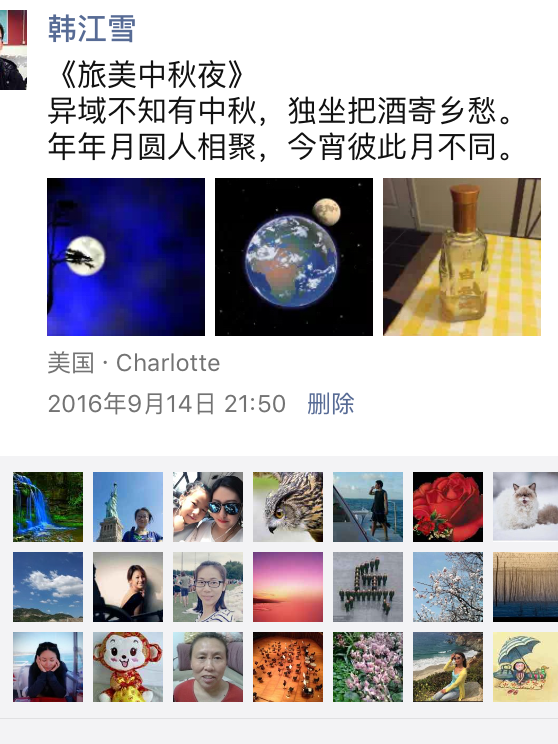 韩江雪
《旅美中秋夜》
异域不知有中秋，独坐把酒寄乡愁。
年年月圆人相聚，今宵彼此月不同。
美国 · Charlotte
2016年9月14日 21:50 删除